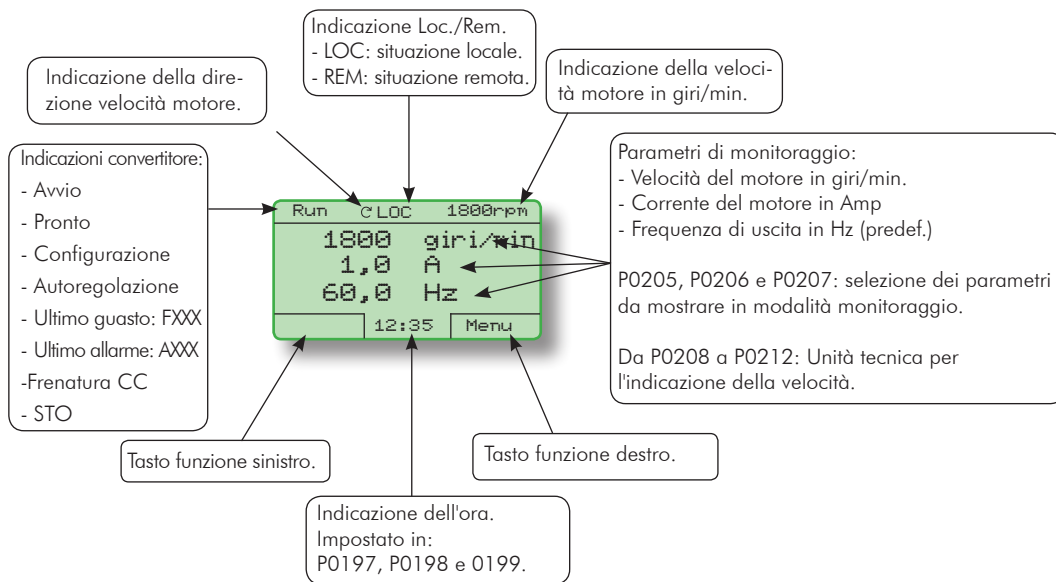 Indicazione Loc./Rem.
- LOC: situazione locale.
- REM: situazione remota.
Indicazione della dire-
zione velocità motore.
Indicazione della veloci-
tà motore in giri/min.
Indicazioni convertitore:
- Avvio
- Pronto
- Configurazione
- Autoregolazione
- Ultimo guasto: FXXX
- Ultimo allarme: AXXX
-Frenatura CC
- STO
Run LOC 1800rpm
1800 giri/min
1,0 A
60,0 Hz
12:35 Menu
Parametri di monitoraggio:
- Velocità del motore in giri/min.
- Corrente del motore in Amp
- Frequenza di uscita in Hz (predef.)
P0205, P0206 e P0207: selezione dei parametri
da mostrare in modalità monitoraggio.
Da P0208 a P0212: Unità tecnica per
l'indicazione della velocità.
Tasto funzione sinistro.
Tasto funzione destro.
Indicazione dell'ora.
Impostato in:
P0197, P0198 e 0199.